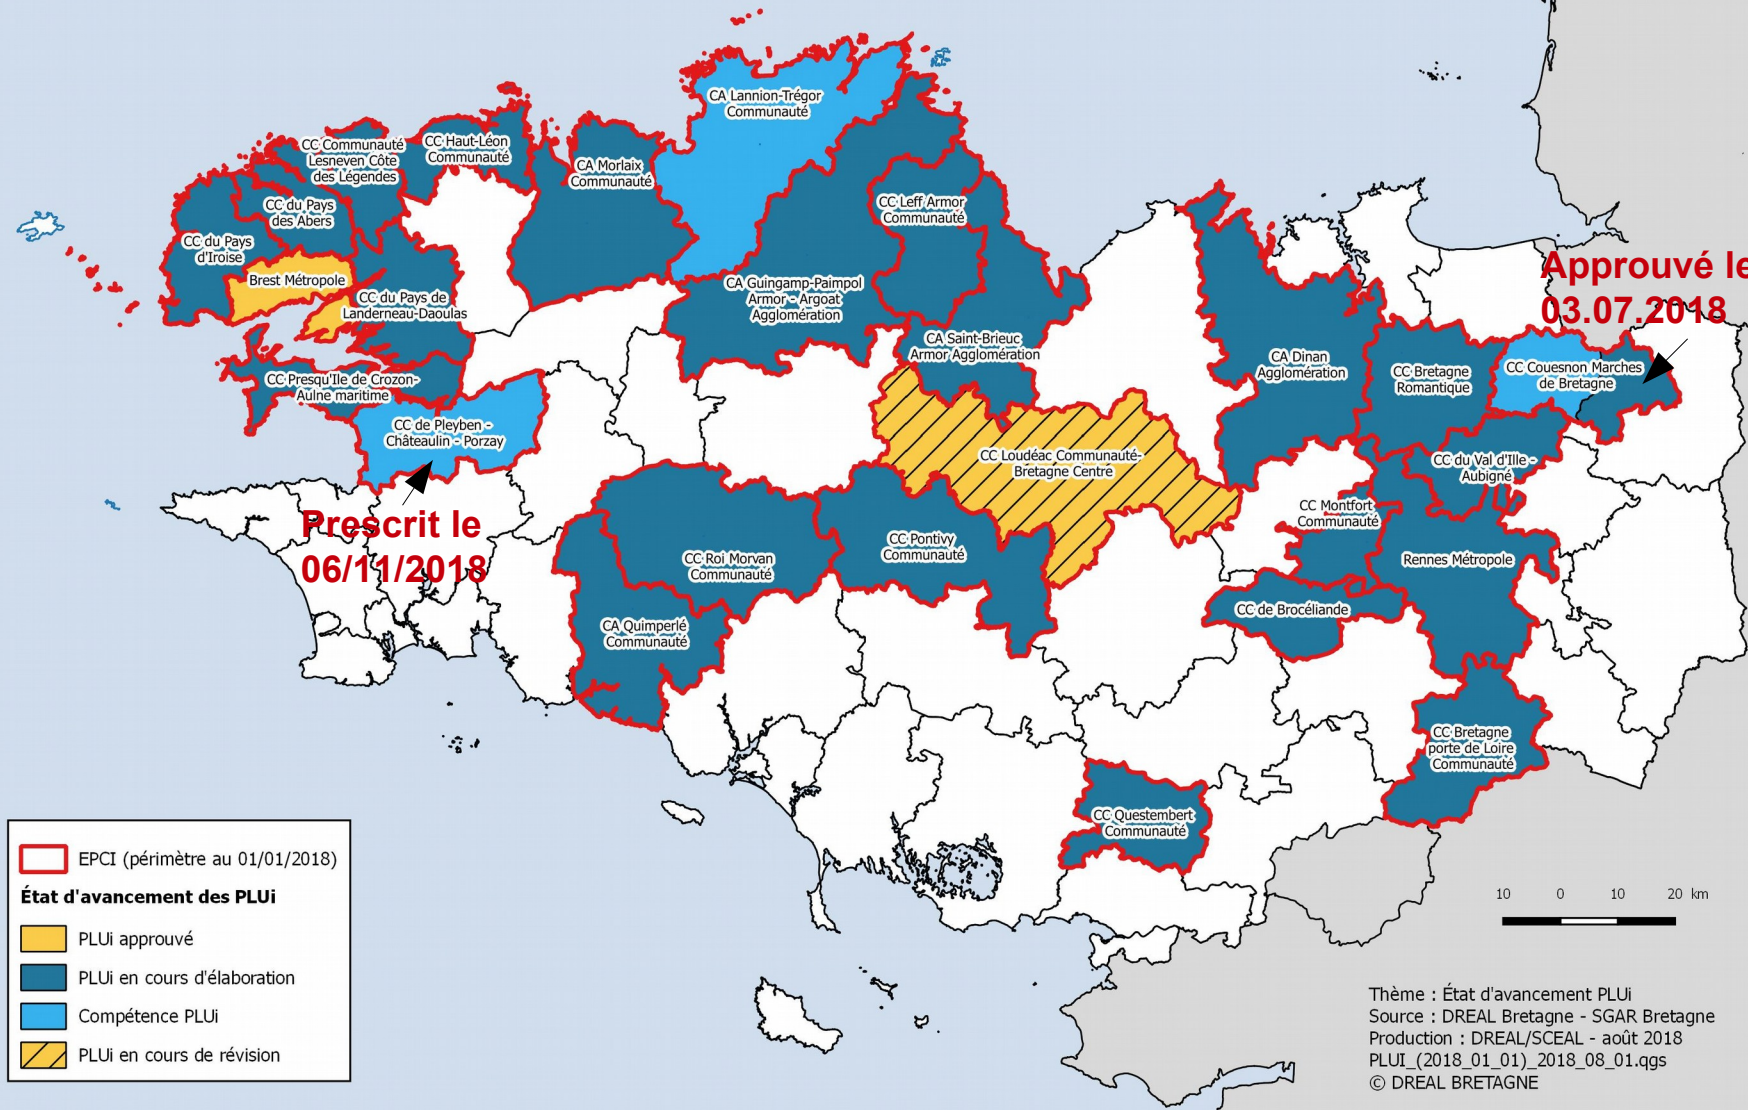 CA Lannion-Trégor
Communauté
CC Communauté
Lesneven Côte
des Légendes
CC Haut-Léon
Communauté
CA Morlaix
Communauté
CC du Pays
des Abers
CC Leff Armor
Communauté
CC du Pays
d'Iroise
Brest Métropole
CC du Pays de
Landerneau-Daoulas
CA Guingamp-Paimpol
Armor - Argoat
Agglomération
Approuvé le
03.07.2018
CA Saint-Brieuc
Armor Agglomération
CA Dinan
Agglomération
CC Bretagne
Romantique
CC Couesnon Marches
de Bretagne
CC Presqu'Ile de Crozon-
Aulne maritime
CC de Pleyben -
Châteaulin - Porzay
CC Loudéac Communauté-
Bretagne Centre
CC du Val d'Ille -
Aubigné
Prescrit le
06/11/2018
CC Montfort
Communauté
CC Roi Morvan
Communauté
CC Pontivy
Communauté
Rennes Métropole
CC de Brocéliande
CA Quimperlé
Communauté
CC Bretagne
porte de Loire
Communauté
CC Questembert
Communauté
EPCI (périmètre au 01/01/2018)
État d'avancement des PLUi
PLUi approuvé
PLUi en cours d'élaboration
Compétence PLUi
PLUi en cours de révision
10 0 10 20 km
Thème : État d'avancement PLUi
Source : DREAL Bretagne - SGAR Bretagne
Production : DREAL/SCEAL - août 2018
PLUI_(2018_01_01)_2018_08_01.qgs
© DREAL BRETAGNE